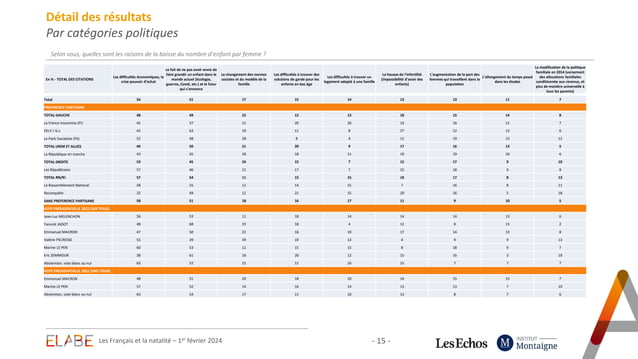 Détail des résultats
Par catégories politiques
Selon vous, quelles sont les raisons de la baisse du nombre d'enfant par femme ?
En % - TOTAL DES CITATIONS
Les difficultés économiques, la crise pouvoir d'achat
Le fait de ne pas avoir envie de faire grandir un enfant dans le monde actuel (écologie, guerres, Covid, etc.) et le futur qui s'annonce
Le changement des normes sociales et du modèle de la famille
Les difficultés à trouver des solutions de garde pour les enfants en bas âge
Les difficultés à trouver un logement adapté à une famille
La hausse de l'infertilité (impossibilité d'avoir des enfants)
L'augmentation de la part des femmes qui travaillent dans la population
L'allongement du temps passé dans les études
La modification de la politique familiale en 2014 (versement des allocations familiales conditionnées aux revenus, et plus de manière universelle à tous les parents)
Total 54 51 17 15 14 13 13 11 7
PREFERENCE PARTISANE
TOTAL GAUCHE 48 49 22 12 13 16 15 14 8
La France insoumise (FI) 45 37 21 20 20 14 16 11 7
EELV / G.s 42 63 19 11 8 27 12 13 6
Le Parti Socialiste (PS) 52 48 28 8 4 11 19 15 12
TOTAL LREM ET ALLIES 46 50 21 20 9 17 16 13 5
La République en marche 43 45 20 18 11 19 19 16 6
TOTAL DROITE 53 45 24 15 7 15 17 9 10
Les Républicains 57 46 21 17 7 15 18 9 8
TOTAL RN/R! 57 54 11 15 15 10 17 8 13
Le Rassemblement National 58 55 12 14 15 7 16 8 11
Reconquête 32 49 12 21 15 20 26 5 18
SANS PREFERENCE PARTISANE 58 51 10 16 17 11 9 10 5
VOTE PRESIDENTIELLE 2022 (1ER TOUR)
Jean-Luc MELENCHON 56 53 11 18 14 14 14 13 8
Yannick JADOT 48 68 23 18 4 12 8 15 2
Emmanuel MACRON 47 50 22 16 10 17 14 13 8
Valérie PECRESSE 55 39 39 19 13 4 9 9 13
Marine LE PEN 60 53 12 15 15 8 18 9 7
Eric ZEMMOUR 38 61 16 20 12 15 16 3 19
Abstention, vote blanc ou nul 63 52 15 12 16 15 7 7 7
VOTE PRESIDENTIELLE 2022 (2ND TOUR)
Emmanuel MACRON 48 51 20 18 10 14 15 15 7
Marine LE PEN 57 52 14 16 14 13 13 7 10
Abstention, vote blanc ou nul 63 54 17 11 16 13 8 7 6
ELABE
Les Français et la natalité – 1er février 2024
- 15 -
Les Echos
INSTITUT
Montaigne